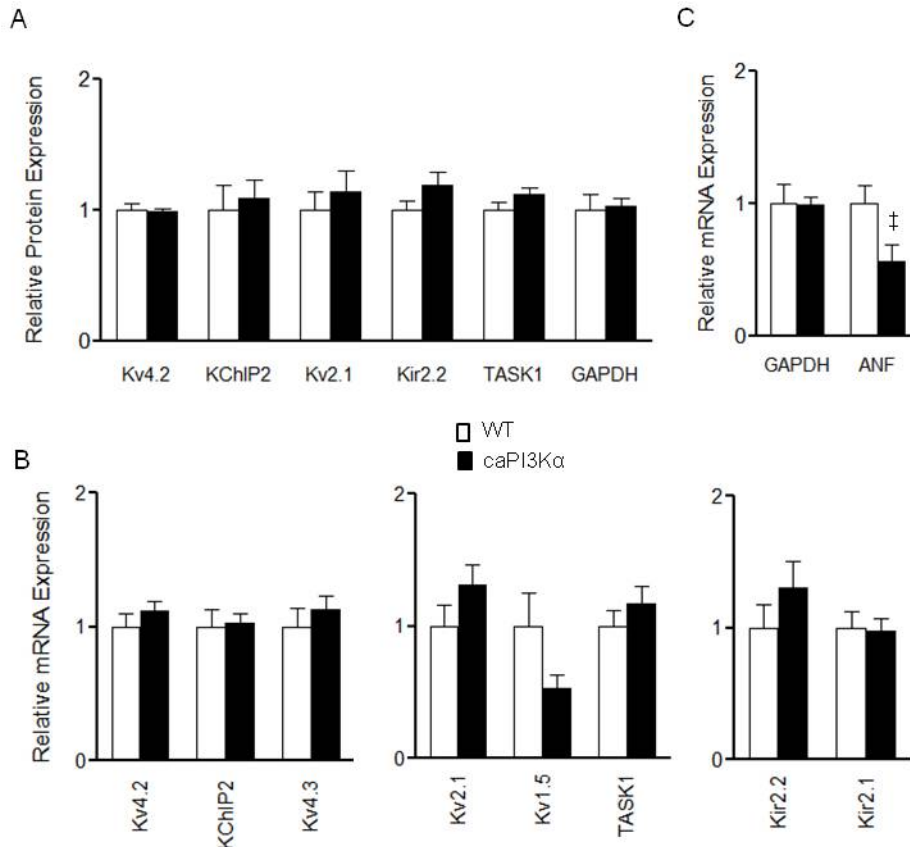 A
Relative Protein Expression
2
1
0
Kv4.2 KChIP2 Kv2.1 Kir2.2 TASK1 GAPDH
C
Relative mRNA Expression
2
1
0
‡
GAPDH ANF
WT
caPI3Kα
B
Relative mRNA Expression
2
1
0
Kv4.2
KChIP2
Kv4.3
2
1
0
Kv2.1
Kv1.5
TASK1
2
1
0
Kir2.2
Kir2.1